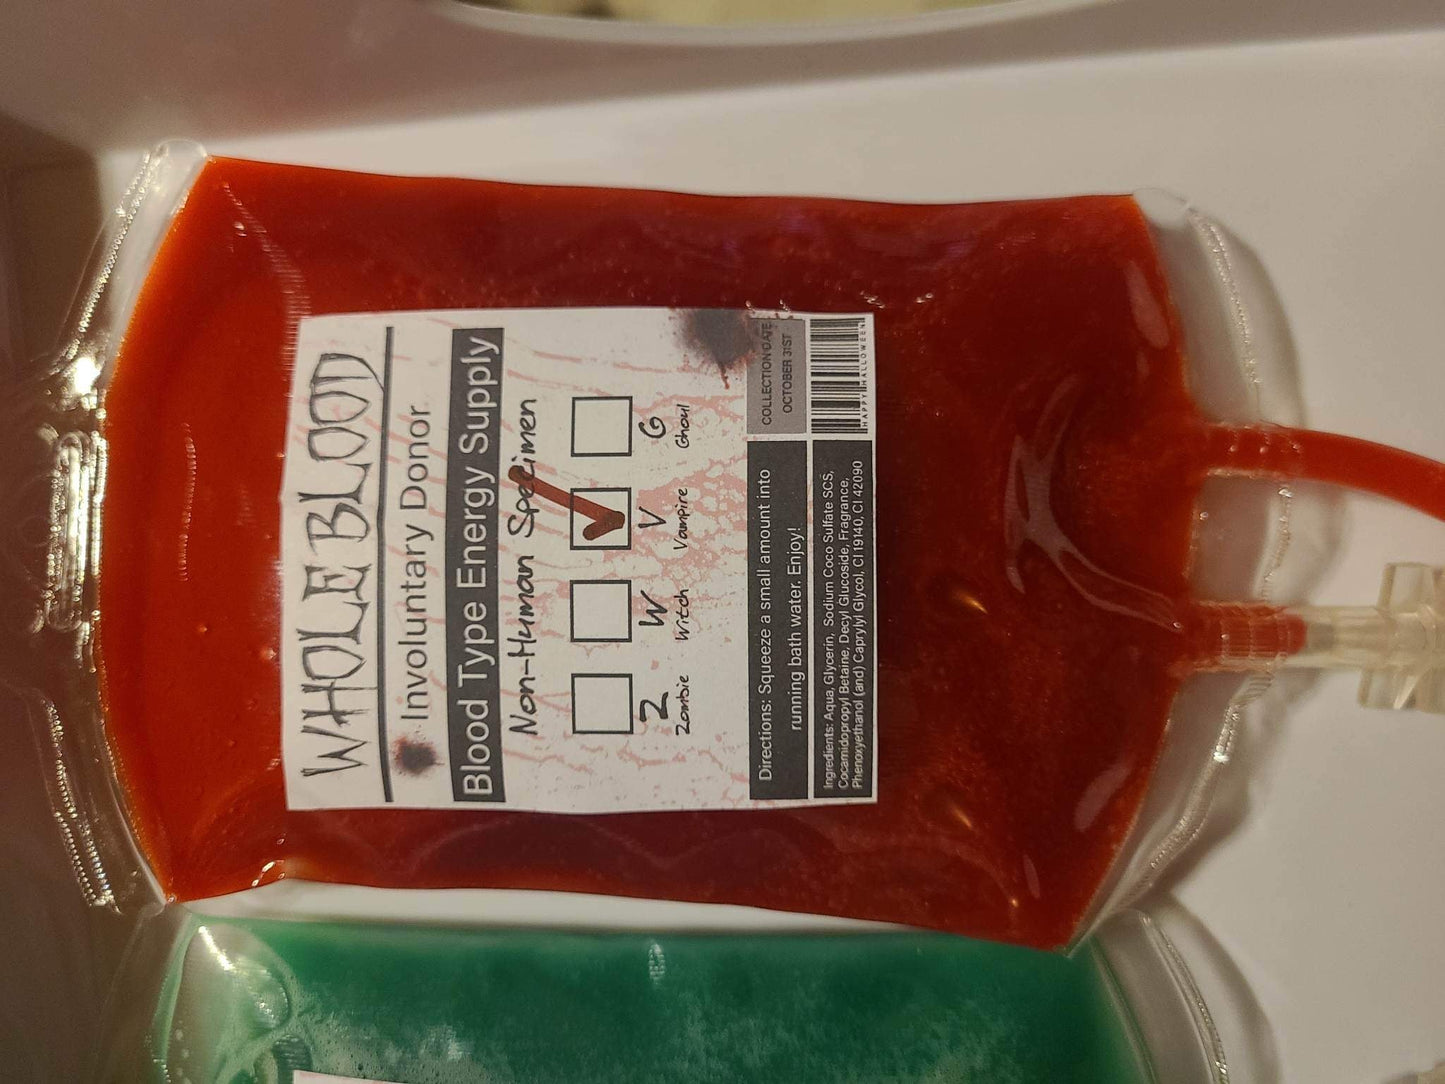 WHOLE BLOOD
Involuntary Donor
Blood Type Energy Supply
Non-Human Specimen
Z W V G
Zombie Witch Vampire Ghoul
Directions: Squeeze a small amount into
running bath water. Enjoy!
COLLECTION DATE
OCTOBER 31ST
Ingredients: Aqua, Glycerin, Sodium Coco Sulfate SCS,
Cocamidopropyl Betaine, Decyl Glucoside, Fragrance,
Phenoxyethanol (and) Caprylyl Glycol, CI 19140, CI 42090
HAPPY HALLOWEEN